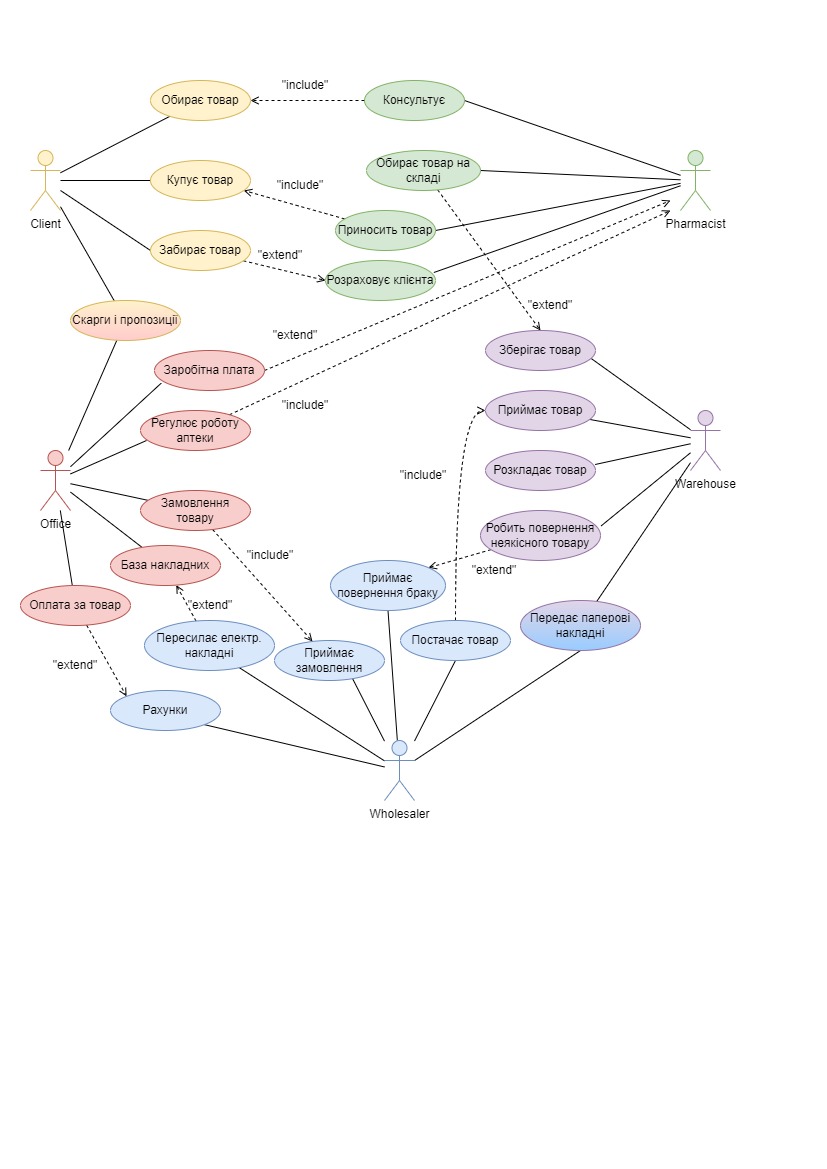 "include"
Обирає товар
Консультує
Обирає товар на
складі
Купує товар
"include"
Client
Pharmacist
Приносить товар
Забирає товар
"extend"
Розраховує клієнта
"extend"
Скарги і пропозиції
"extend"
Зберігає товар
Заробітна плата
"include"
Приймає товар
Регулює роботу
аптеки
"include"
Розкладає товар
Warehouse
Замовлення
товару
Office
Робить повернення
неякісного товару
"include"
База накладних
"extend"
Приймає
повернення браку
Оплата за товар
"extend"
Передає паперові
накладні
Пересилає електр.
накладні
Постачає товар
Приймає
замовлення
"extend"
Рахунки
Wholesaler